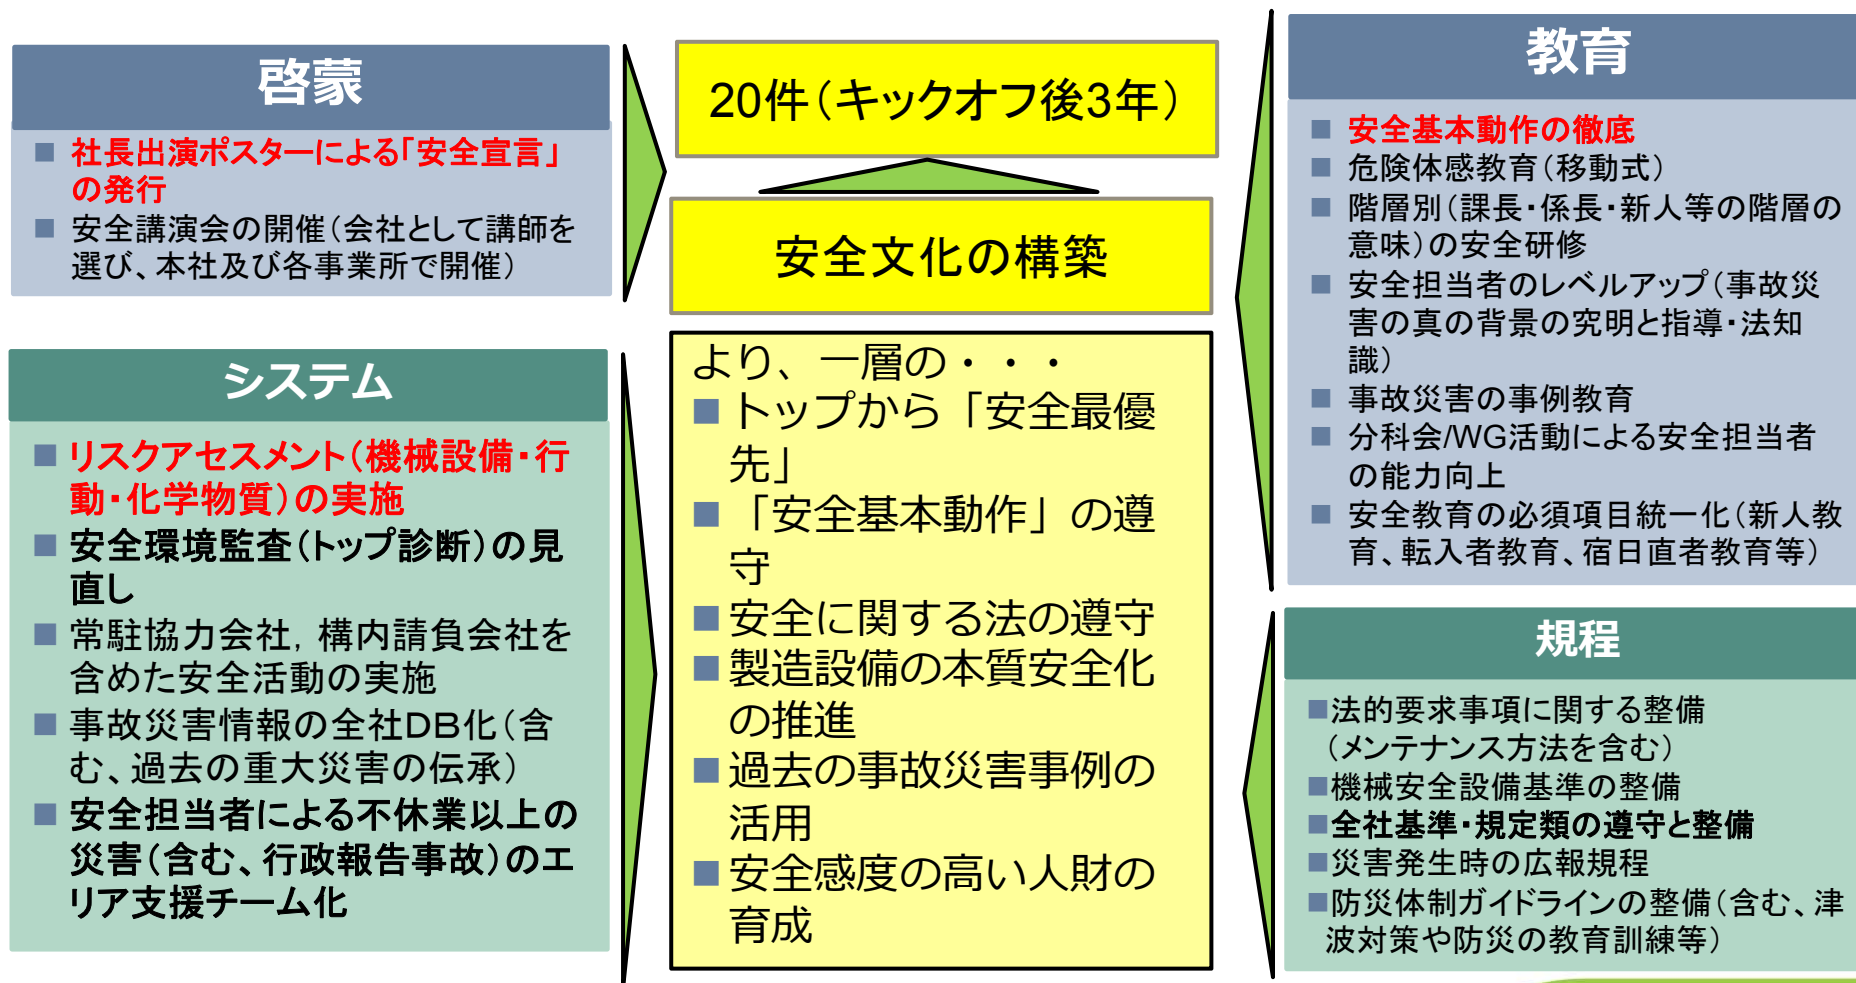 啓蒙
■ 社長出演ポスターによる「安全宣言」
の発行
■ 安全講演会の開催（会社として講師を
選び、本社及び各事業所で開催）
システム
■ リスクアセスメント（機械設備・行
動・化学物質）の実施
■ 安全環境監査（トップ診断）の見
直し
■ 常駐協力会社，構内請負会社を
含めた安全活動の実施
■ 事故災害情報の全社ＤＢ化（含
む、過去の重大災害の伝承）
■ 安全担当者による不休業以上の
災害（含む、行政報告事故）のエ
リア支援チーム化
20件（キックオフ後3年）
安全文化の構築
より、一層の・・・
■トップから「安全最優
先」
■「安全基本動作」の遵
守
■安全に関する法の遵守
■製造設備の本質安全化
の推進
■過去の事故災害事例の
活用
■安全感度の高い人財の
育成
教育
■ 安全基本動作の徹底
■ 危険体感教育（移動式）
■ 階層別（課長・係長・新人等の階層の
意味）の安全研修
■ 安全担当者のレベルアップ（事故災
害の真の背景の究明と指導・法知
識）
■ 事故災害の事例教育
■ 分科会/WG活動による安全担当者
の能力向上
■ 安全教育の必須項目統一化（新人教
育、転入者教育、宿日直者教育等）
規程
■法的要求事項に関する整備
（メンテナンス方法を含む）
■機械安全設備基準の整備
■全社基準・規定類の遵守と整備
■災害発生時の広報規程
■防災体制ガイドラインの整備（含む、津
波対策や防災の教育訓練等）